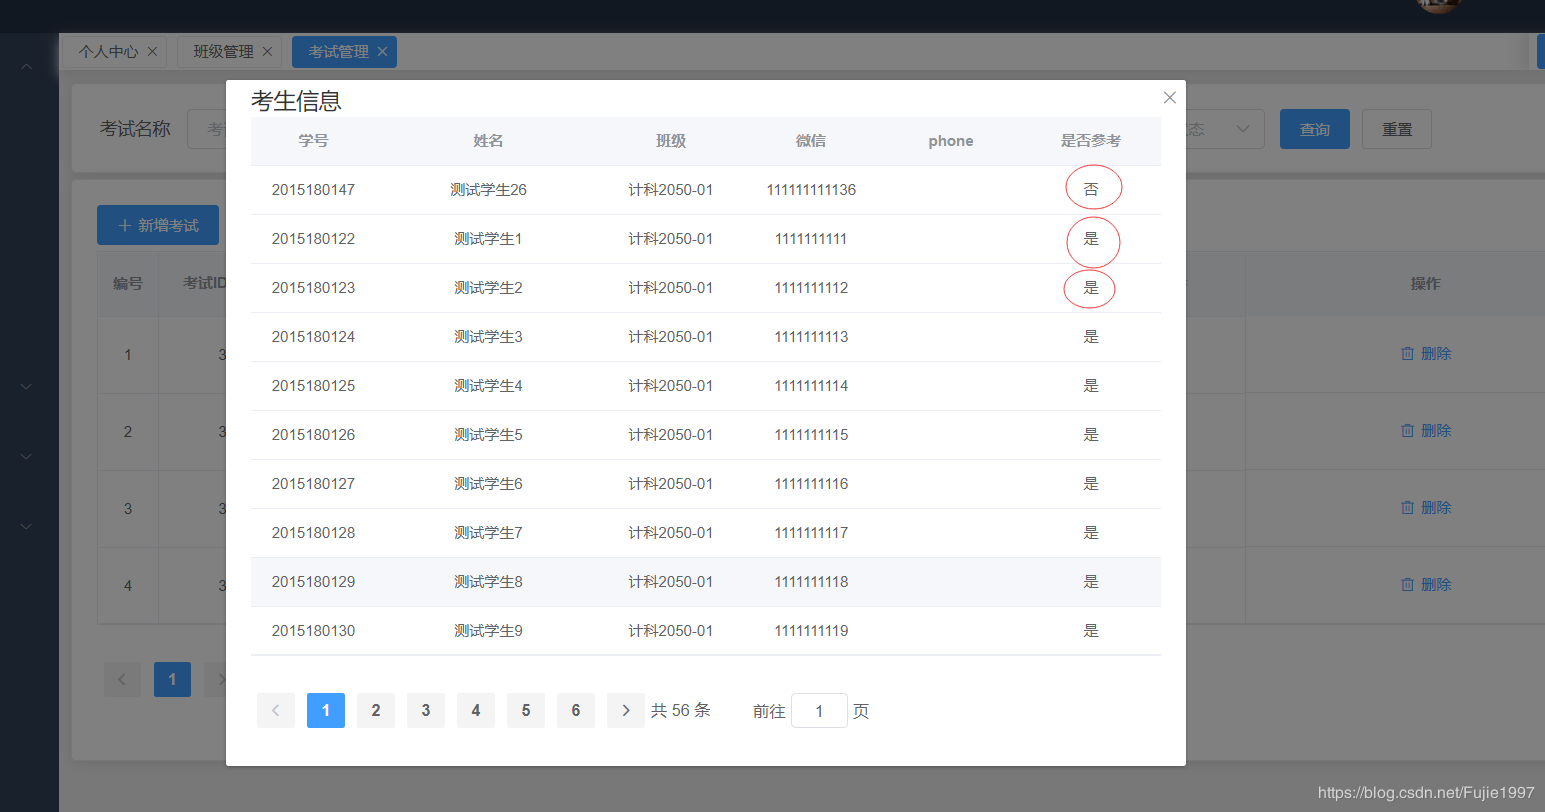 个人中心 班级管理 考试管理
考试名称 态 查询 重置
新增考试
编号 考试ID 操作
1 3 删除
2 3 删除
3 3 删除
4 3 删除
1
考生信息
学号 姓名 班级 微信 phone 是否参考
2015180147 测试学生26 计科2050-01 111111111136 否
2015180122 测试学生1 计科2050-01 1111111111 是
2015180123 测试学生2 计科2050-01 1111111112 是
2015180124 测试学生3 计科2050-01 1111111113 是
2015180125 测试学生4 计科2050-01 1111111114 是
2015180126 测试学生5 计科2050-01 1111111115 是
2015180127 测试学生6 计科2050-01 1111111116 是
2015180128 测试学生7 计科2050-01 1111111117 是
2015180129 测试学生8 计科2050-01 1111111118 是
2015180130 测试学生9 计科2050-01 1111111119 是
1 2 3 4 5 6 共 56 条 前往 1 页
https://blog.csdn.net/Fujie1997